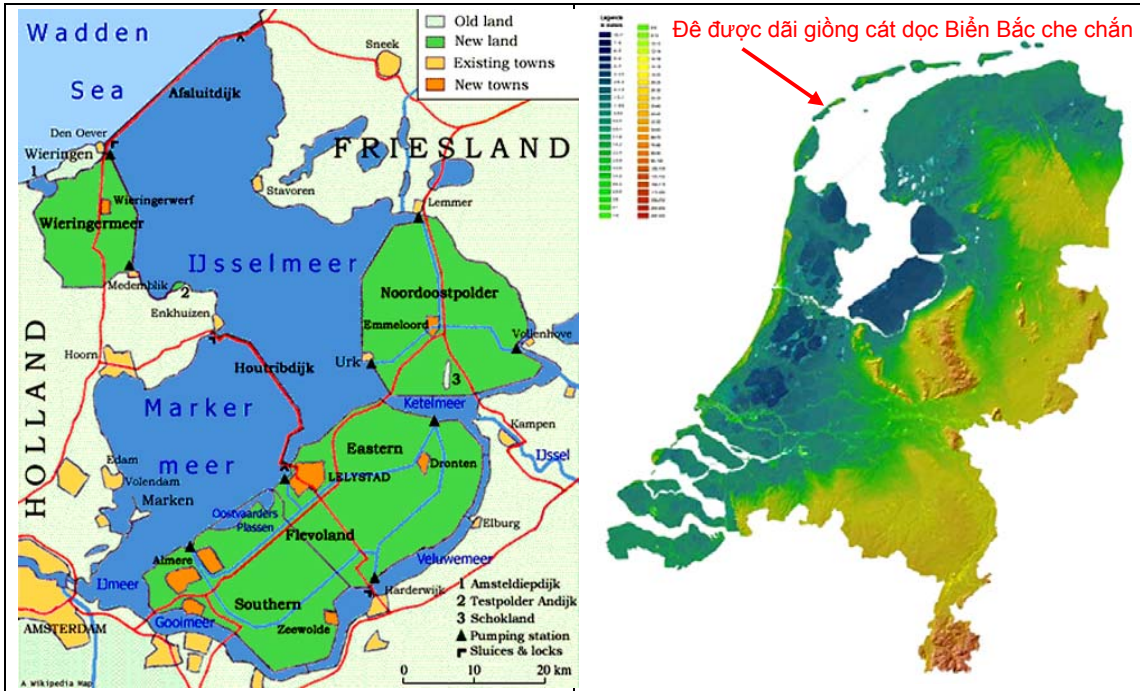 Wadden
Sea
Old land
New land
Existing towns
New towns
Sneek
Afsluitdijk
Den Oever
Wieringen
1
FRIESLAND
Stavoren
Wieringerwerf
Wieringermeer
Lemmer
IJsselmeer
Medemblik
2
Enkhuizen
Noordoostpolder
Emmeloord
Vollenhove
HOLLAND
Hoorn
Houtribdijk
Urk
3
Marker
meer
Ketelmeer
Kampen
IJssel
Eastern
Dronten
LELYSTAD
Edam
Volendam
Marken
Oostvaarders
Plassen
Flevoland
Elburg
Almere
Veluwemeer
IJmeer
Harderwijk
Southern
Gooimeer
Zeewolde
AMSTERDAM
1 Amsteldiepdijk
2 Testpolder Andijk
3 Schokland
Pumping station
Sluices & locks
0 20 km
A Wikipedia Map
Đê được dãi giồng cát dọc Biển Bắc che chắn